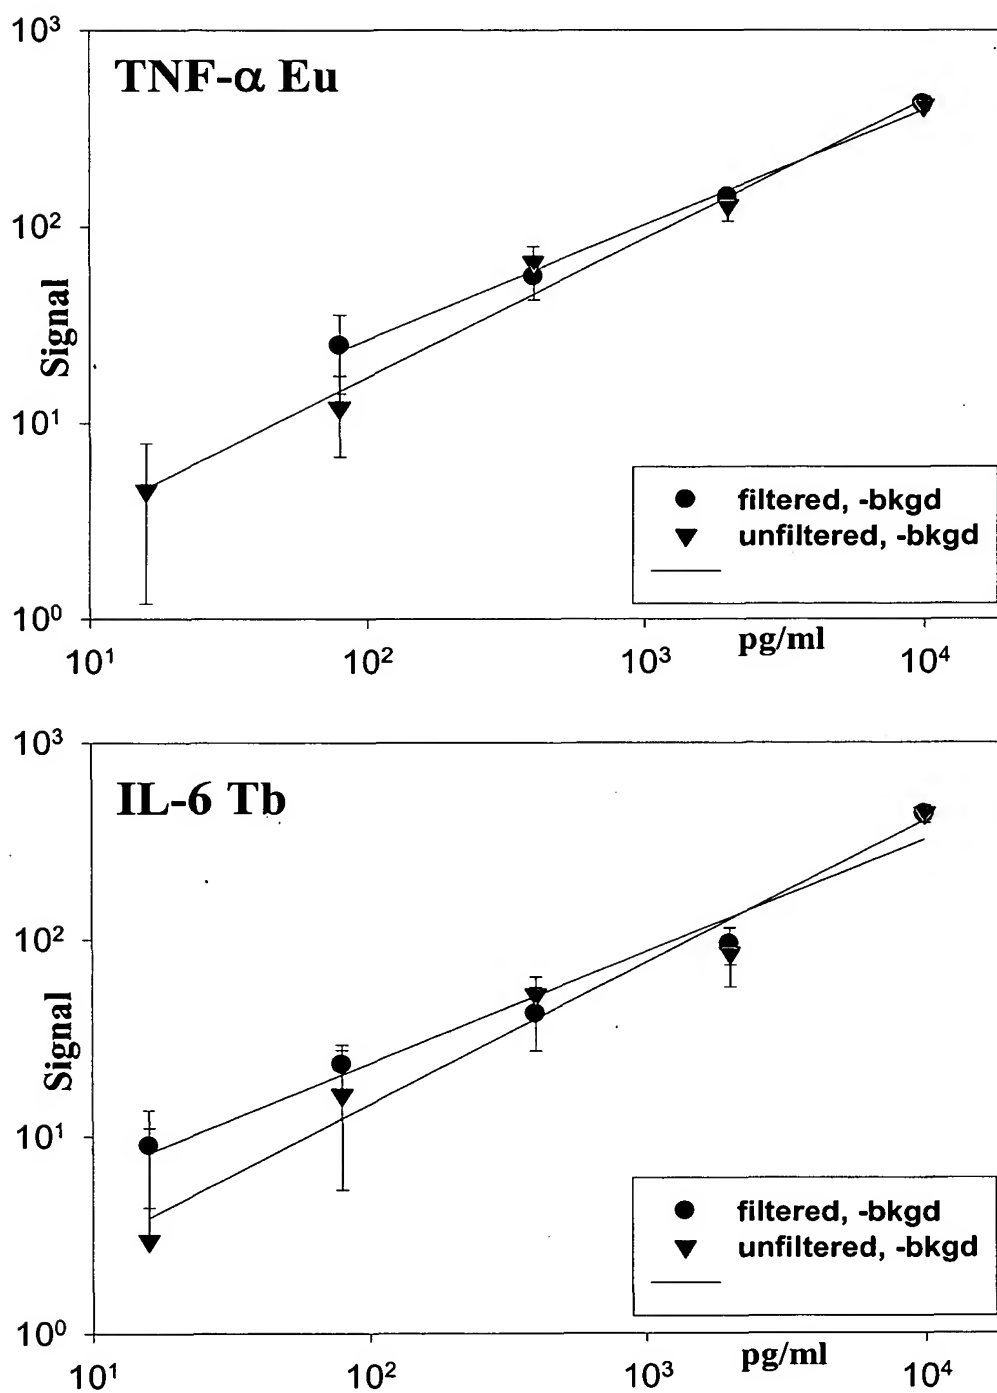 10³
TNF-α Eu
10²
Signal
10¹
filtered, -bkgd
unfiltered, -bkgd
10⁰
pg/ml
10¹ 10² 10³ 10⁴
10³
IL-6 Tb
10²
Signal
10¹
filtered, -bkgd
unfiltered, -bkgd
10⁰
pg/ml
10¹ 10² 10³ 10⁴